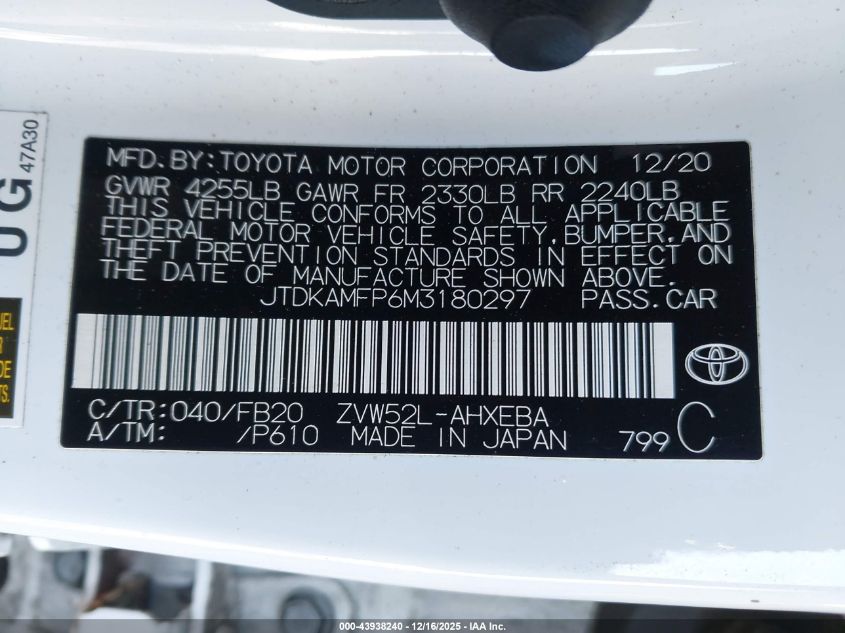 MFD.BY:TOYOTA MOTOR CORPORATION 12/20
GVWR 4255LB GAWR FR 2330LB RR 2240LB
THIS VEHICLE CONFORMS TO ALL APPLICABLE
FEDERAL MOTOR VEHICLE SAFETY,BUMPER,AND
THEFT PREVENTION STANDARDS IN EFFECT ON
THE DATE OF MANUFACTURE SHOWN ABOVE.
JTDKAMFP6M3180297 PASS.CAR
C/TR:040/FB20 ZVW52L-AHXEBA
A/TM: /P610 MADE IN JAPAN 799 C
UG
47A30
000-43938240 - 12/16/2025 - IAA Inc.